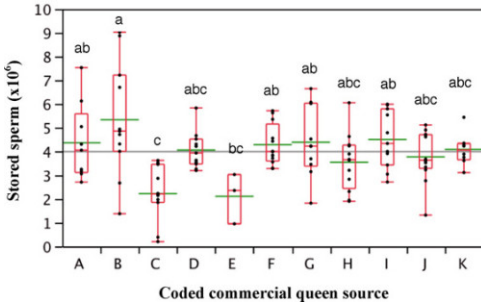 10
9
8
7
6
5
4
3
2
1
0
Stored sperm (x10⁶)
ab a c abc bc ab ab abc ab abc abc
A B C D E F G H I J K
Coded commercial queen source